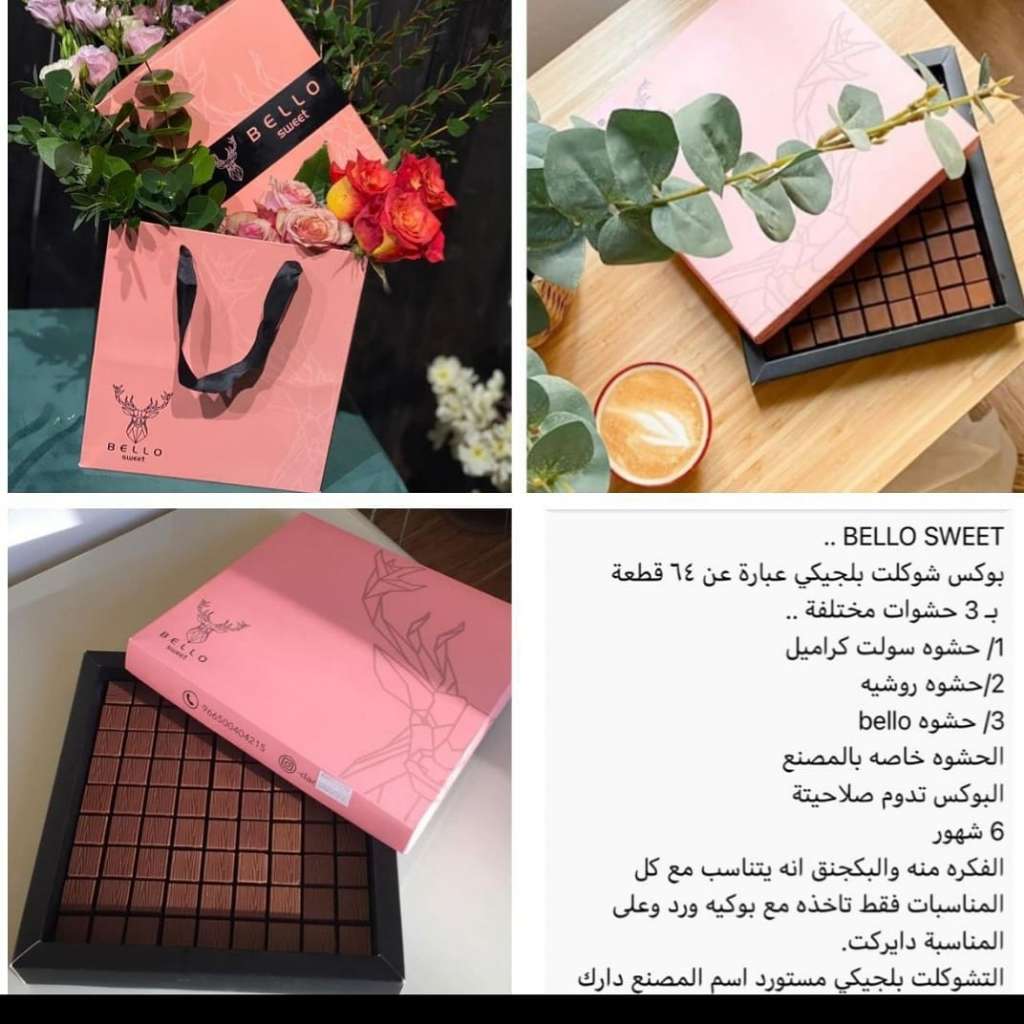 BELLO
sweet
BELLO
sweet
BELLO
sweet
966500404215
BELLO SWEET ..
بوكس شوكلت بلجيكي عبارة عن ٦٤ قطعة
بـ 3 حشوات مختلفة ..
1/ حشوه سولت كراميل
2/حشوه روشيه
3/ حشوه bello
الحشوه خاصه بالمصنع
البوكس تدوم صلاحيتة
6 شهور
الفكره منه والبكجنق انه يتناسب مع كل
المناسبات فقط تاخذه مع بوكيه ورد وعلى
المناسبة دايركت.
التشوكلت بلجيكي مستورد اسم المصنع دارك